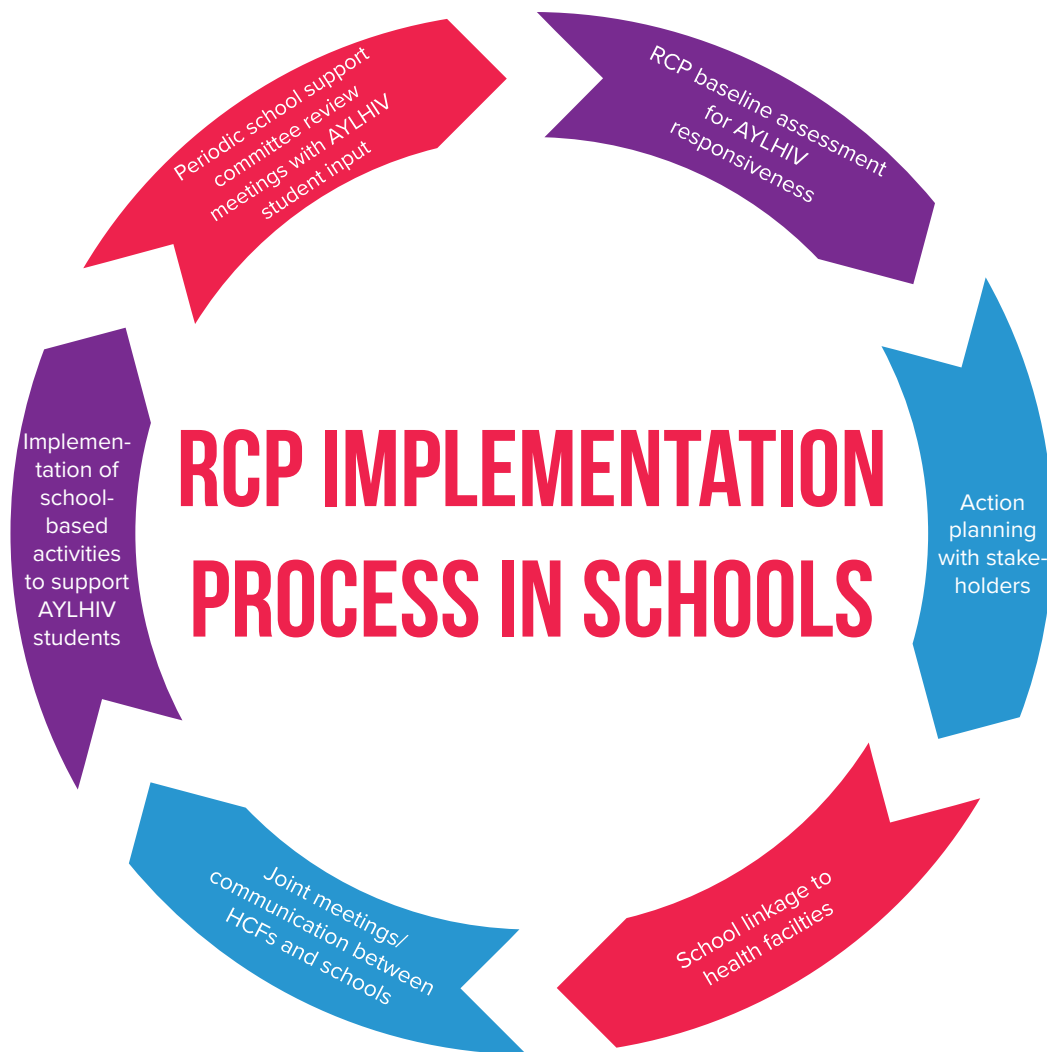 RCP IMPLEMENTATION
PROCESS IN SCHOOLS
RCP baseline assessment
for AYLHIV
responsiveness
Action
planning
with stake-
holders
School linkage to
health facilties
Joint meetings/
communication between
HCFs and schools
Implemen-
tation of
school-
based
activities
to support
AYLHIV
students
Periodic school support
committee review
meetings with AYLHIV
student input